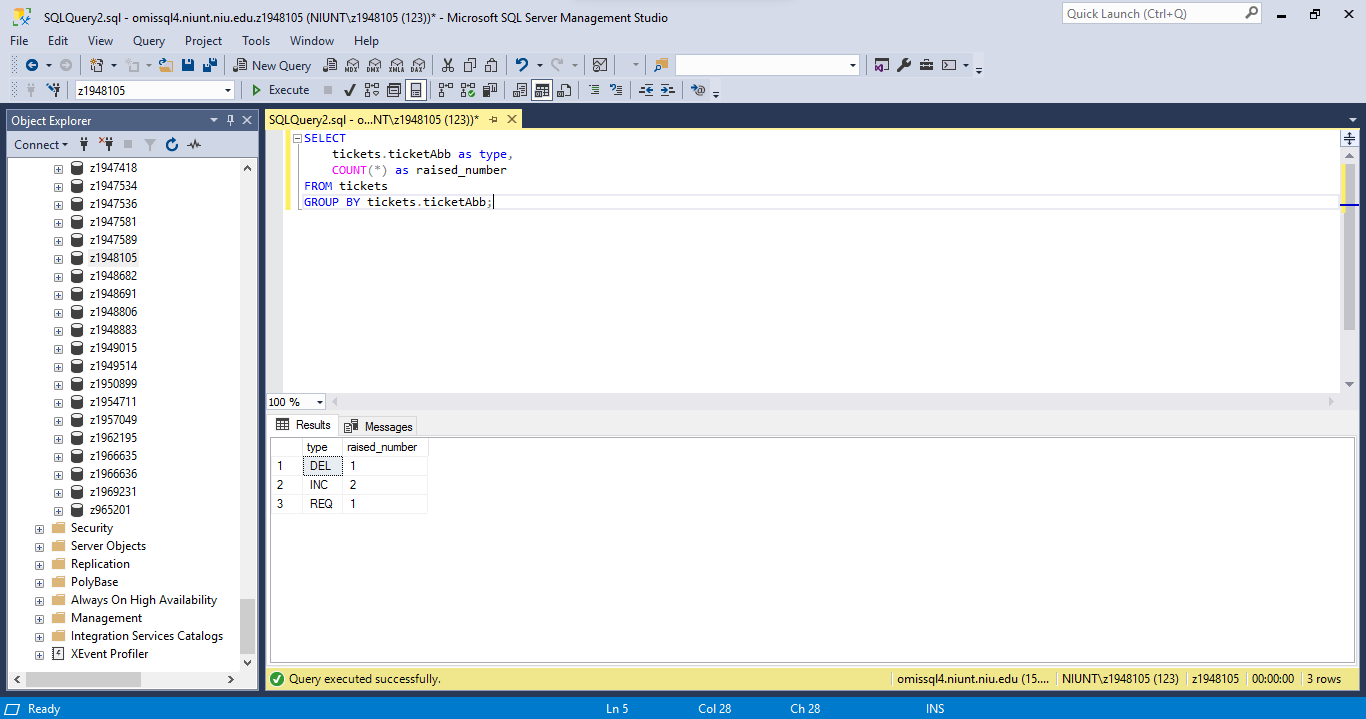 SQLQuery2.sql - omissql4.niunt.niu.edu.z1948105 (NIUNT\z1948105 (123))* - Microsoft SQL Server Management Studio
Quick Launch (Ctrl+Q)
File Edit View Query Project Tools Window Help
New Query MDX DMX XMLA DAX
z1948105 Execute
Object Explorer
Connect
z1947418
z1947534
z1947536
z1947581
z1947589
z1948105
z1948682
z1948691
z1948806
z1948883
z1949015
z1949514
z1950899
z1954711
z1957049
z1962195
z1966635
z1966636
z1969231
z965201
Security
Server Objects
Replication
PolyBase
Always On High Availability
Management
Integration Services Catalogs
XEvent Profiler
SQLQuery2.sql - o...NT\z1948105 (123))*
SELECT
tickets.ticketAbb as type,
COUNT(*) as raised_number
FROM tickets
GROUP BY tickets.ticketAbb;
100 %
Results Messages
type raised_number
1 DEL 1
2 INC 2
3 REQ 1
Query executed successfully. omissql4.niunt.niu.edu (15.... NIUNT\z1948105 (123) z1948105 00:00:00 3 rows
Ready Ln 5 Col 28 Ch 28 INS